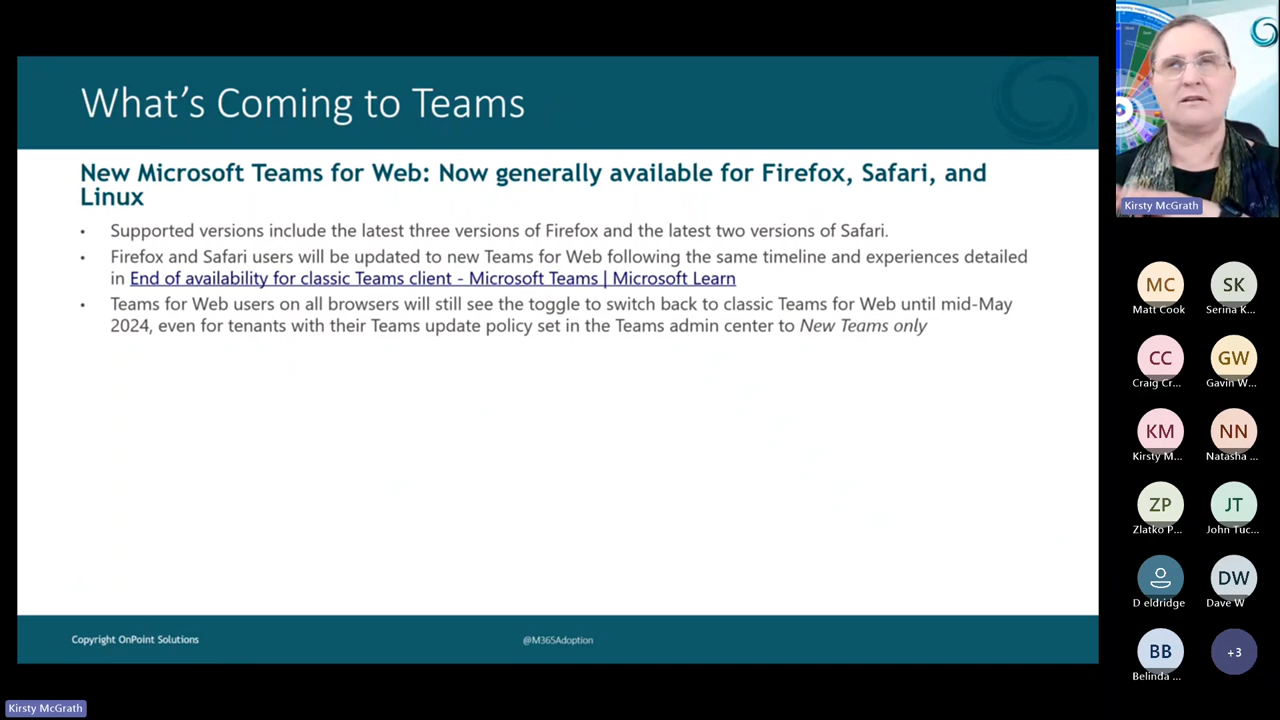 What's Coming to Teams
New Microsoft Teams for Web: Now generally available for Firefox, Safari, and
Linux
• Supported versions include the latest three versions of Firefox and the latest two versions of Safari.
• Firefox and Safari users will be updated to new Teams for Web following the same timeline and experiences detailed
in End of availability for classic Teams client - Microsoft Teams | Microsoft Learn
• Teams for Web users on all browsers will still see the toggle to switch back to classic Teams for Web until mid-May
2024, even for tenants with their Teams update policy set in the Teams admin center to New Teams only
Copyright OnPoint Solutions
@M365Adoption
Kirsty McGrath
Kirsty McGrath
MC SK
Matt Cook Serina K...
CC GW
Craig Cr... Gavin W...
KM NN
Kirsty M... Natasha ...
ZP JT
Zlatko P... John Tuc...
DW
D eldridge Dave W
BB +3
Belinda ...